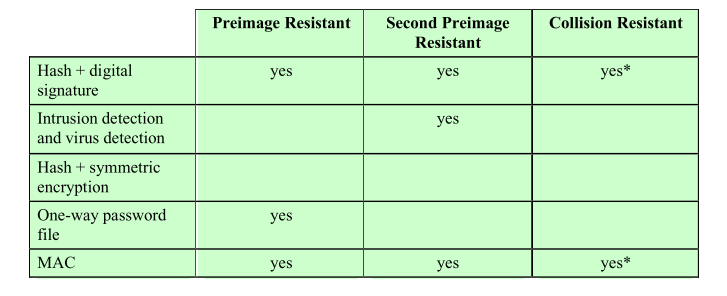 Preimage Resistant Second Preimage Collision Resistant
Resistant
Hash + digital yes yes yes*
signature
Intrusion detection yes
and virus detection
Hash + symmetric
encryption
One-way password yes
file
MAC yes yes yes*